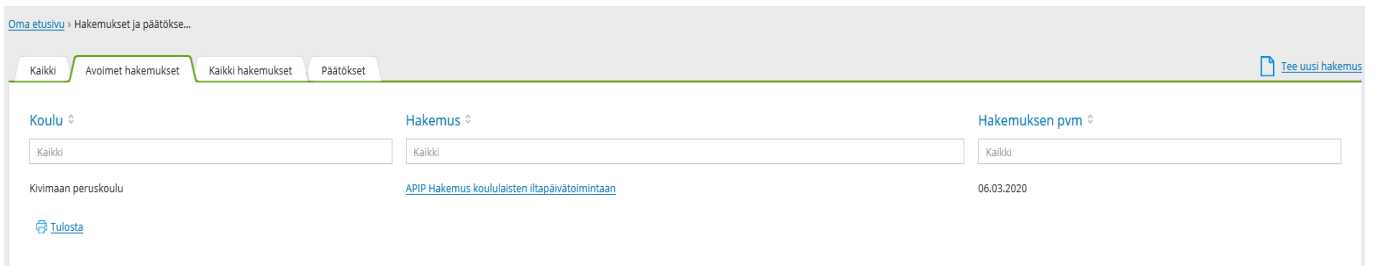 Oma etusivu › Hakemukset ja päätökse...
Kaikki Avoimet hakemukset Kaikki hakemukset Päätökset Tee uusi hakemus
Koulu Hakemus Hakemuksen pvm
Kaikki Kaikki Kaikki
Kivimaan peruskoulu APIP Hakemus koululaisten iltapäivätoimintaan 06.03.2020
Tulosta